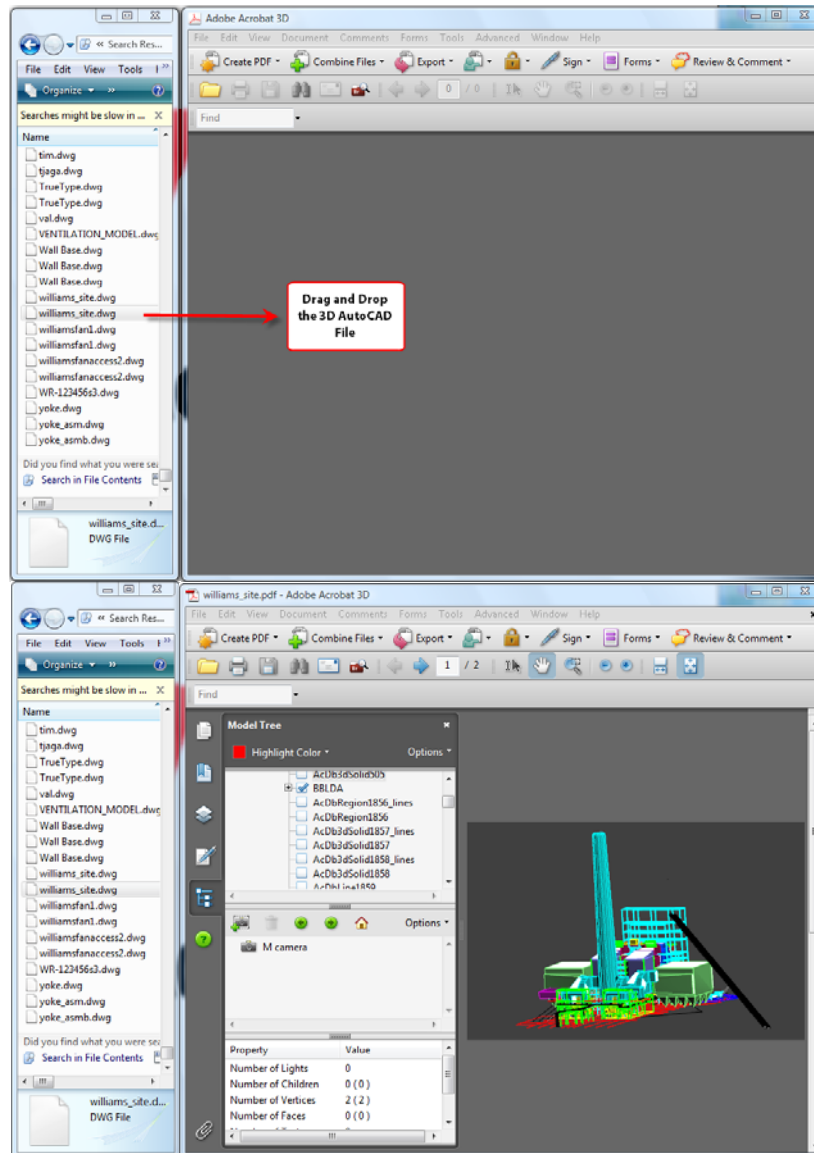 Adobe Acrobat 3D
Search Res...
File Edit View Document Comments Forms Tools Advanced Window Help
File Edit View Tools
Create PDF Combine Files Export Sign Forms Review & Comment
Organize
0 / 0
Searches might be slow in ...
Find
Name
tim.dwg
tjaga.dwg
TrueType.dwg
TrueType.dwg
val.dwg
VENTILATION_MODEL.dwg
Wall Base.dwg
Wall Base.dwg
Wall Base.dwg
williams_site.dwg
williams_site.dwg
williamsfan1.dwg
williamsfan1.dwg
williamsfanaccess2.dwg
williamsfanaccess2.dwg
WR-123456s3.dwg
yoke.dwg
yoke_asm.dwg
yoke_asmb.dwg
Did you find what you were
Search in File Contents
williams_site.d...
DWG File
Drag and Drop
the 3D AutoCAD
File
williams_site.pdf - Adobe Acrobat 3D
Search Res...
File Edit View Document Comments Forms Tools Advanced Window Help
File Edit View Tools
Create PDF Combine Files Export Sign Forms Review & Comment
Organize
1 / 2
Searches might be slow in ...
Find
Name
tim.dwg
tjaga.dwg
TrueType.dwg
TrueType.dwg
val.dwg
VENTILATION_MODEL.dwg
Wall Base.dwg
Wall Base.dwg
Wall Base.dwg
williams_site.dwg
williams_site.dwg
williamsfan1.dwg
williamsfan1.dwg
williamsfanaccess2.dwg
williamsfanaccess2.dwg
WR-123456s3.dwg
yoke.dwg
yoke_asm.dwg
yoke_asmb.dwg
Did you find what you were
Search in File Contents
williams_site.d...
DWG File
Model Tree
Highlight Color Options
AcDb3dSolid505
BBLDA
AcDbRegion1856_lines
AcDbRegion1856
AcDb3dSolid1857_lines
AcDb3dSolid1857
AcDb3dSolid1858_lines
AcDb3dSolid1858
AcDbLine1859
Options
M camera
Property Value
Number of Lights 0
Number of Children 0 ( 0 )
Number of Vertices 2 ( 2 )
Number of Faces 0 ( 0 )